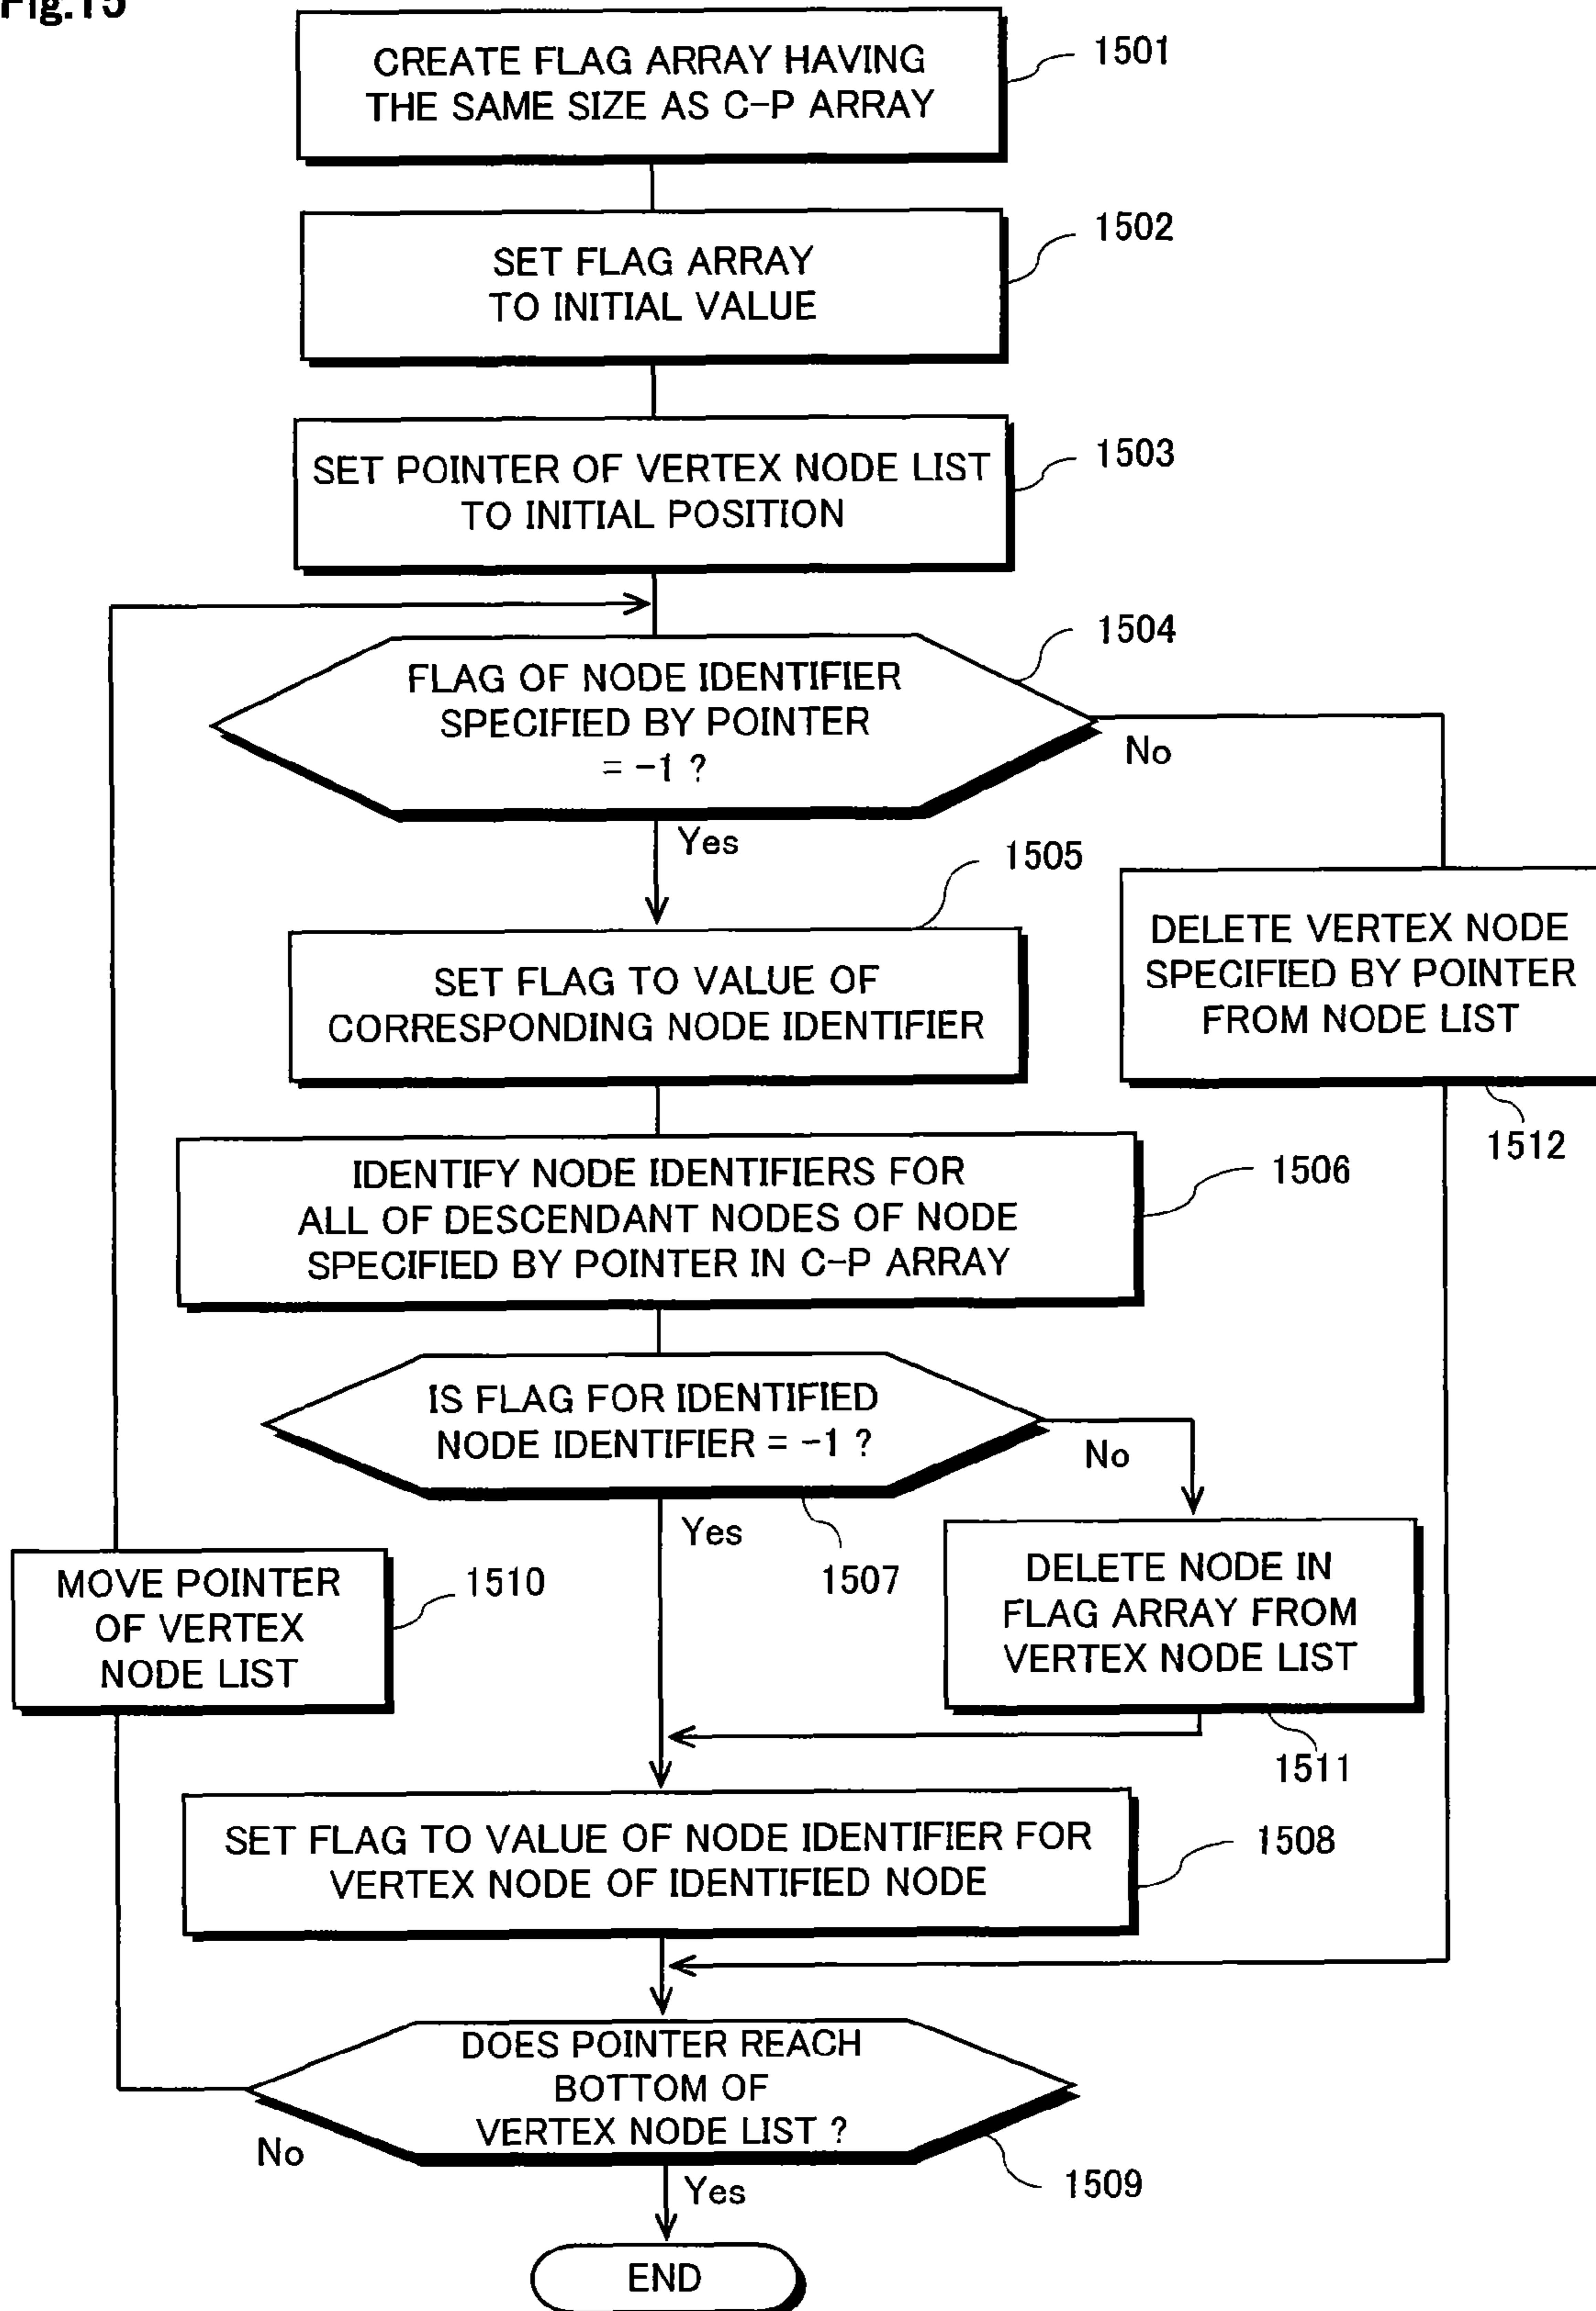 Fig.15
CREATE FLAG ARRAY HAVING
THE SAME SIZE AS C-P ARRAY
1501
SET FLAG ARRAY
TO INITIAL VALUE
1502
SET POINTER OF VERTEX NODE LIST
TO INITIAL POSITION
1503
FLAG OF NODE IDENTIFIER
SPECIFIED BY POINTER
= -1 ?
1504
No
Yes
SET FLAG TO VALUE OF
CORRESPONDING NODE IDENTIFIER
1505
DELETE VERTEX NODE
SPECIFIED BY POINTER
FROM NODE LIST
1512
IDENTIFY NODE IDENTIFIERS FOR
ALL OF DESCENDANT NODES OF NODE
SPECIFIED BY POINTER IN C-P ARRAY
1506
IS FLAG FOR IDENTIFIED
NODE IDENTIFIER = -1 ?
No
Yes
1507
MOVE POINTER
OF VERTEX
NODE LIST
1510
DELETE NODE IN
FLAG ARRAY FROM
VERTEX NODE LIST
1511
SET FLAG TO VALUE OF NODE IDENTIFIER FOR
VERTEX NODE OF IDENTIFIED NODE
1508
DOES POINTER REACH
BOTTOM OF
VERTEX NODE LIST ?
No
1509
Yes
END